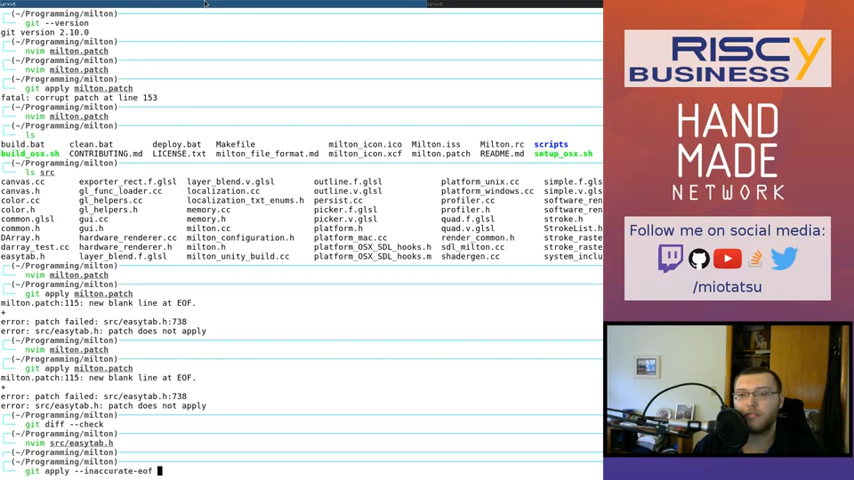 (~/Programming/milton)
git --version
git version 2.10.0
(~/Programming/milton)
nvim milton.patch
(~/Programming/milton)
nvim milton.patch
(~/Programming/milton)
git apply milton.patch
fatal: corrupt patch at line 153
(~/Programming/milton)
nvim milton.patch
(~/Programming/milton)
ls
build.bat clean.bat deploy.bat Makefile milton_icon.ico Milton.iss Milton.rc scripts
build_osx.sh CONTRIBUTING.md LICENSE.txt milton_file_format.md milton_icon.xcf milton.patch README.md setup_osx.sh
(~/Programming/milton)
ls src
canvas.cc exporter_rect.f.glsl layer_blend.v.glsl outline.f.glsl platform_unix.cc simple.f.gls
canvas.h gl_func_loader.cc localization.cc outline.v.glsl platform_windows.cc simple.v.gls
color.cc gl_helpers.cc localization_txt_enums.h persist.cc profiler.cc software_ren
color.h gl_helpers.h memory.cc picker.f.glsl profiler.h software_ren
common.glsl gui.cc memory.h picker.v.glsl quad.f.glsl stroke.h
common.h gui.h milton.cc platform.h quad.v.glsl StrokeList.h
DArray.h hardware_renderer.cc milton_configuration.h platform_mac.cc render_common.h stroke_raste
darray_test.cc hardware_renderer.h milton.h platform_OSX_SDL_hooks.h sdl_milton.cc stroke_raste
easytab.h layer_blend.f.glsl milton_unity_build.cc platform_OSX_SDL_hooks.m shadergen.cc system_inclu
(~/Programming/milton)
nvim milton.patch
(~/Programming/milton)
git apply milton.patch
milton.patch:115: new blank line at EOF.
+
error: patch failed: src/easytab.h:738
error: src/easytab.h: patch does not apply
(~/Programming/milton)
nvim milton.patch
(~/Programming/milton)
git apply milton.patch
milton.patch:115: new blank line at EOF.
+
error: patch failed: src/easytab.h:738
error: src/easytab.h: patch does not apply
(~/Programming/milton)
git diff --check
(~/Programming/milton)
nvim src/easytab.h
(~/Programming/milton)
git apply --inaccurate-eof
RISCY
BUSINESS
HAND
MADE
NETWORK
Follow me on social media:
/miotatsu